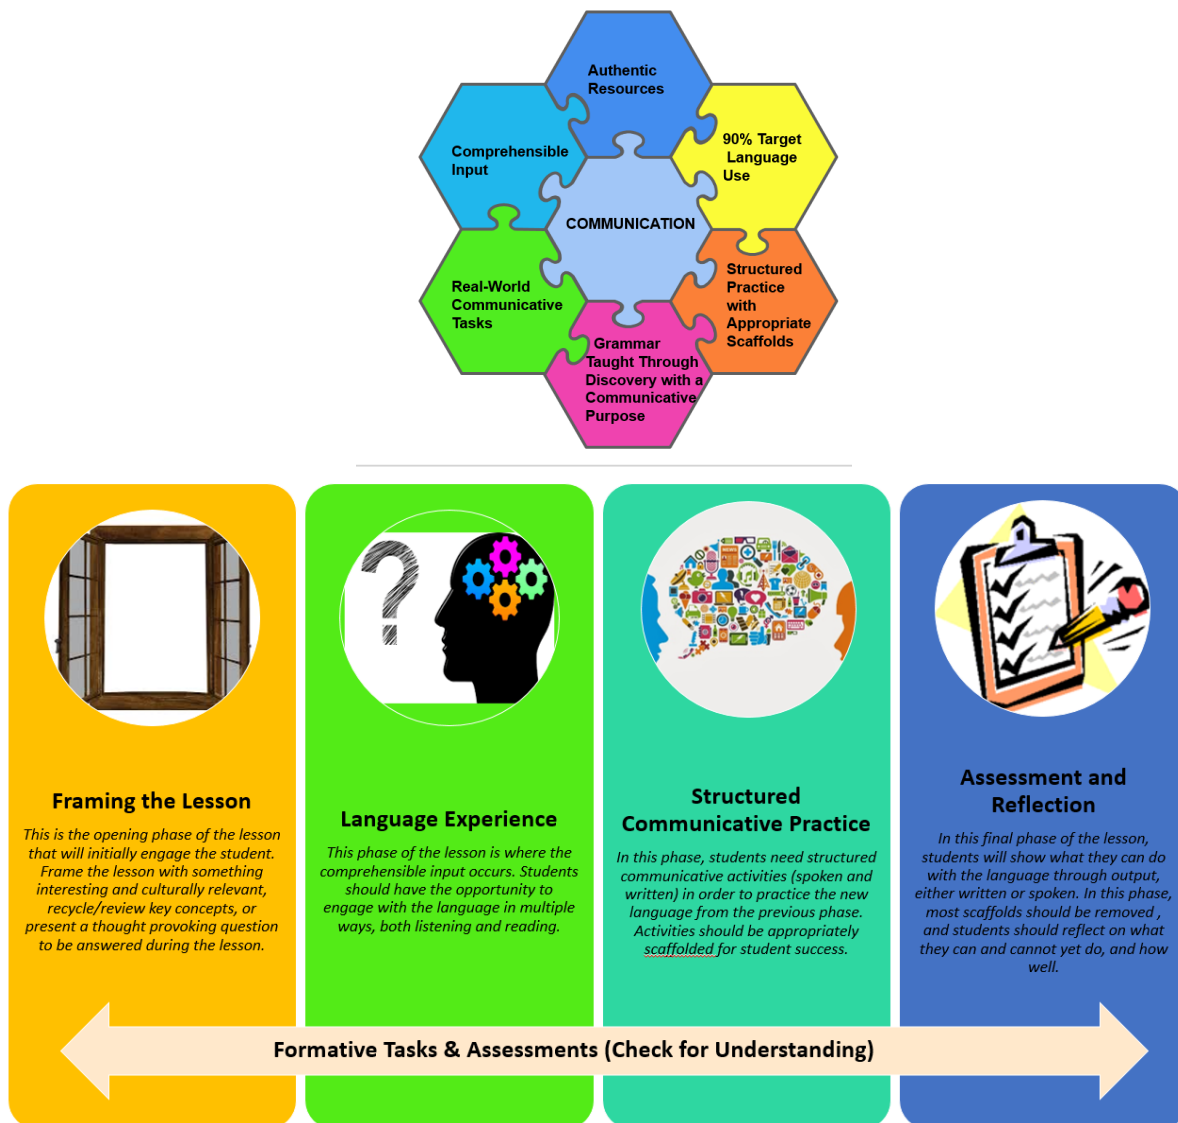 Authentic
Resources
Comprehensible
Input
90% Target
Language
Use
COMMUNICATION
Real-World
Communicative
Tasks
Structured
Practice
with
Appropriate
Scaffolds
Grammar
Taught Through
Discovery with a
Communicative
Purpose
Framing the Lesson
This is the opening phase of the lesson
that will initially engage the student.
Frame the lesson with something
interesting and culturally relevant,
recycle/review key concepts, or
present a thought provoking question
to be answered during the lesson.
Language Experience
This phase of the lesson is where the
comprehensible input occurs. Students
should have the opportunity to
engage with the language in multiple
ways, both listening and reading.
NEWS
Structured
Communicative Practice
In this phase, students need structured
communicative activities (spoken and
written) in order to practice the new
language from the previous phase.
Activities should be appropriately
scaffolded for student success.
Assessment and
Reflection
In this final phase of the lesson,
students will show what they can do
with the language through output,
either written or spoken. In this phase,
most scaffolds should be removed ,
and students should reflect on what
they can and cannot yet do, and how
well.
Formative Tasks & Assessments (Check for Understanding)